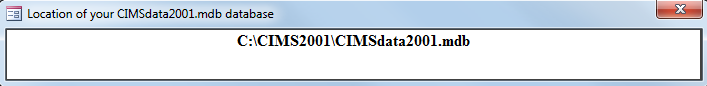 Location of your CIMSdata2001.mdb database
C:\CIMS2001\CIMSdata2001.mdb